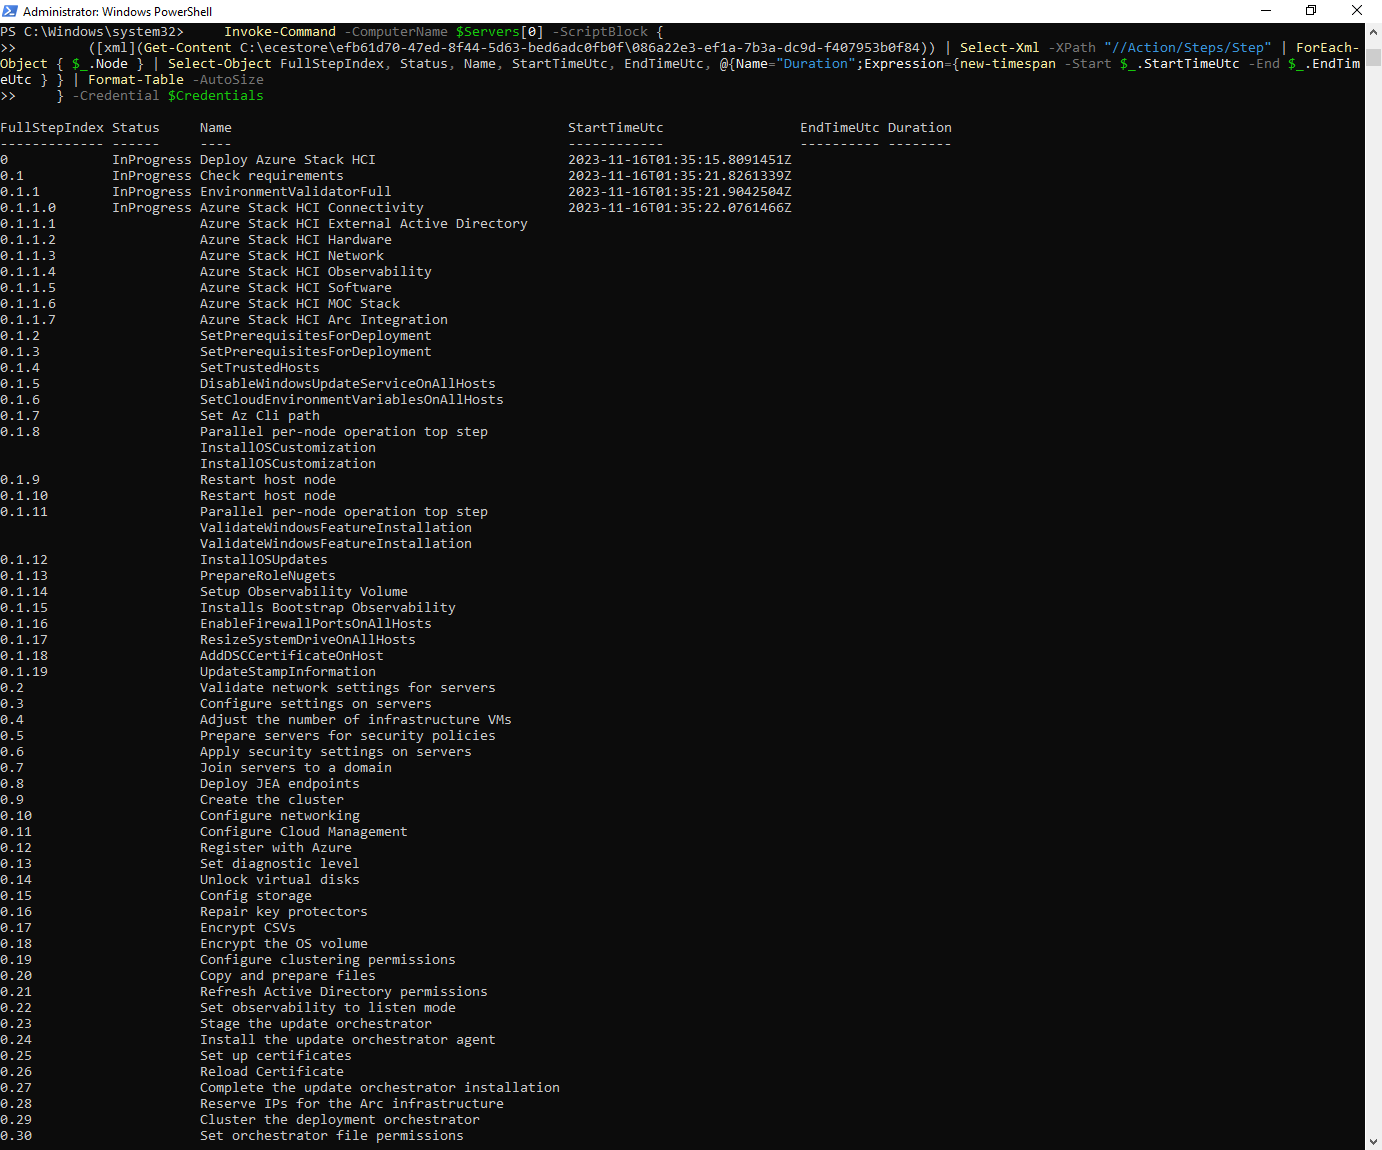 Administrator: Windows PowerShell
PS C:\Windows\system32>     Invoke-Command -ComputerName $Servers[0] -ScriptBlock {
>>         ([xml](Get-Content C:\ecestore\efb61d70-47ed-8f44-5d63-bed6adc0fb0f\086a22e3-ef1a-7b3a-dc9d-f407953b0f84)) | Select-Xml -XPath "//Action/Steps/Step" | ForEach-
Object { $_.Node } | Select-Object FullStepIndex, Status, Name, StartTimeUtc, EndTimeUtc, @{Name="Duration";Expression={new-timespan -Start $_.StartTimeUtc -End $_.EndTim
eUtc } } | Format-Table -AutoSize
>>     } -Credential $Credentials
FullStepIndex Status     Name                                          StartTimeUtc                 EndTimeUtc Duration
------------- ------     ----                                          ------------                 ---------- --------
0             InProgress Deploy Azure Stack HCI                        2023-11-16T01:35:15.8091451Z
0.1           InProgress Check requirements                            2023-11-16T01:35:21.8261339Z
0.1.1         InProgress EnvironmentValidatorFull                      2023-11-16T01:35:21.9042504Z
0.1.1.0       InProgress Azure Stack HCI Connectivity                  2023-11-16T01:35:22.0761466Z
0.1.1.1                  Azure Stack HCI External Active Directory
0.1.1.2                  Azure Stack HCI Hardware
0.1.1.3                  Azure Stack HCI Network
0.1.1.4                  Azure Stack HCI Observability
0.1.1.5                  Azure Stack HCI Software
0.1.1.6                  Azure Stack HCI MOC Stack
0.1.1.7                  Azure Stack HCI Arc Integration
0.1.2                    SetPrerequisitesForDeployment
0.1.3                    SetPrerequisitesForDeployment
0.1.4                    SetTrustedHosts
0.1.5                    DisableWindowsUpdateServiceOnAllHosts
0.1.6                    SetCloudEnvironmentVariablesOnAllHosts
0.1.7                    Set Az Cli path
0.1.8                    Parallel per-node operation top step
                         InstallOSCustomization
                         InstallOSCustomization
0.1.9                    Restart host node
0.1.10                   Restart host node
0.1.11                   Parallel per-node operation top step
                         ValidateWindowsFeatureInstallation
                         ValidateWindowsFeatureInstallation
0.1.12                   InstallOSUpdates
0.1.13                   PrepareRoleNugets
0.1.14                   Setup Observability Volume
0.1.15                   Installs Bootstrap Observability
0.1.16                   EnableFirewallPortsOnAllHosts
0.1.17                   ResizeSystemDriveOnAllHosts
0.1.18                   AddDSCCertificateOnHost
0.1.19                   UpdateStampInformation
0.2                      Validate network settings for servers
0.3                      Configure settings on servers
0.4                      Adjust the number of infrastructure VMs
0.5                      Prepare servers for security policies
0.6                      Apply security settings on servers
0.7                      Join servers to a domain
0.8                      Deploy JEA endpoints
0.9                      Create the cluster
0.10                     Configure networking
0.11                     Configure Cloud Management
0.12                     Register with Azure
0.13                     Set diagnostic level
0.14                     Unlock virtual disks
0.15                     Config storage
0.16                     Repair key protectors
0.17                     Encrypt CSVs
0.18                     Encrypt the OS volume
0.19                     Configure clustering permissions
0.20                     Copy and prepare files
0.21                     Refresh Active Directory permissions
0.22                     Set observability to listen mode
0.23                     Stage the update orchestrator
0.24                     Install the update orchestrator agent
0.25                     Set up certificates
0.26                     Reload Certificate
0.27                     Complete the update orchestrator installation
0.28                     Reserve IPs for the Arc infrastructure
0.29                     Cluster the deployment orchestrator
0.30                     Set orchestrator file permissions